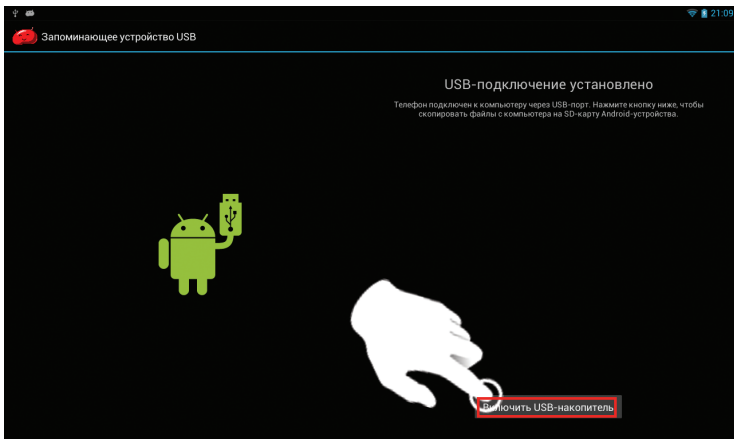 21:09
Запоминающее устройство USB
USB-подключение установлено
Телефон подключен к компьютеру через USB-порт. Нажмите кнопку ниже, чтобы
скопировать файлы с компьютера на SD-карту Android-устройства.
Включить USB-накопитель